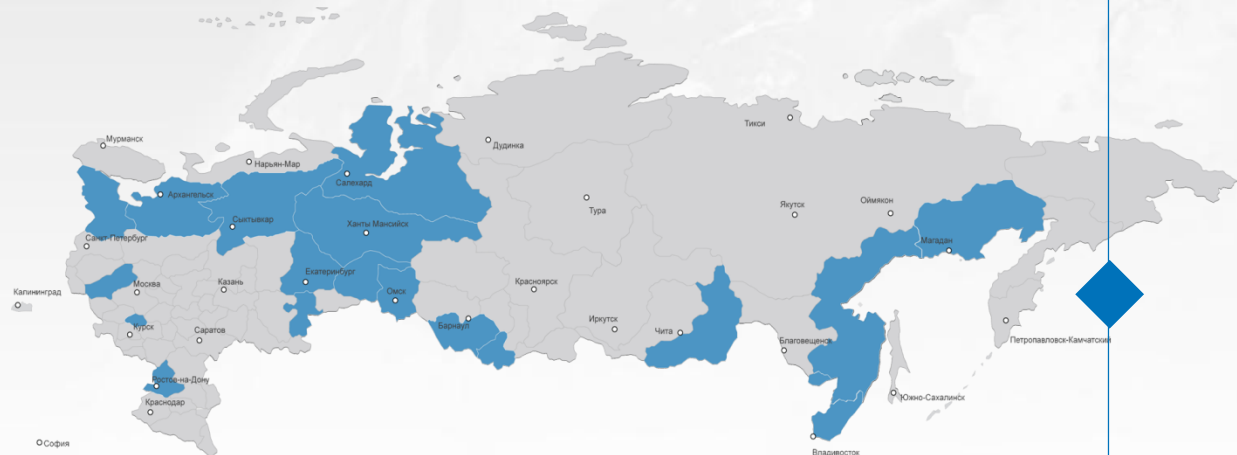 Тикси
Мурманск
Дудинка
Нарьян-Мар
Салехард
Архангельск
Тура
Оймякон
Якутск
Сыктывкар
Ханты Мансийск
Санкт-Петербург
Магадан
Екатеринбург
Казань
Красноярск
Москва
Калининград
Омск
Иркутск
Барнаул
Курск
Саратов
Чита
Благовещенск
Петропавловск-Камчатский
Ростов-на-Дону
Южно-Сахалинск
Краснодар
София
Владивосток